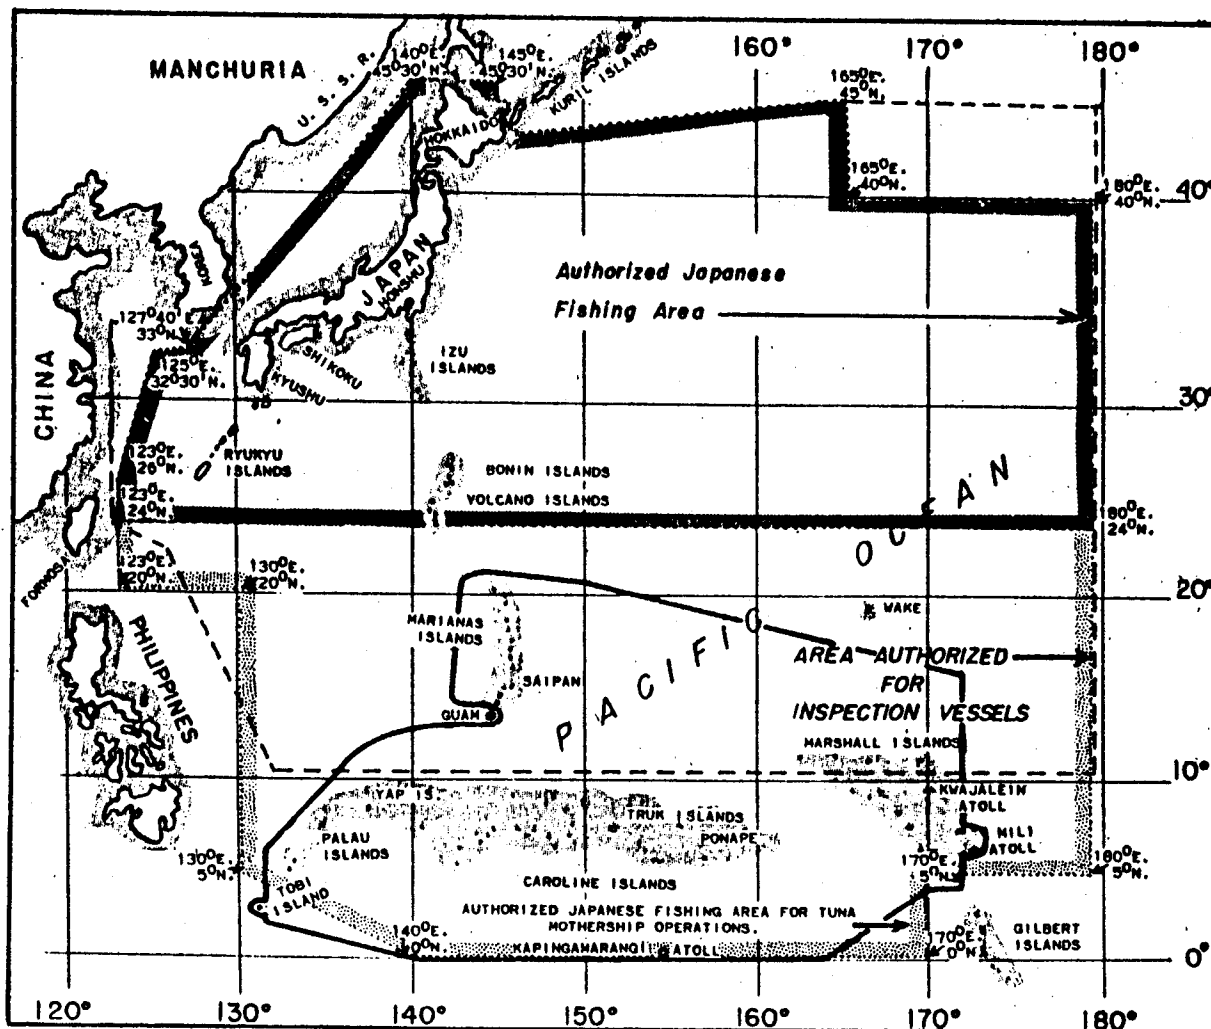 160°
170°
180°
MANCHURIA
U. S. S. R.
140°E.
45°30'N.
145°E.
45°30'N.
KURIL ISLANDS
HOKKAIDO
165°E.
45°N.
165°E.
40°N.
180°E.
40°N.
40°
KOREA
JAPAN
HONSHU
Authorized Japanese
Fishing Area
127°40'E.
33°N.
125°E.
32°30'N.
SHIKOKU
KYUSHU
IZU
ISLANDS
CHINA
30°
123°E.
26°N.
RYUKYU
ISLANDS
BONIN ISLANDS
VOLCANO ISLANDS
123°E.
24°N.
180°E.
24°N.
PACIFIC OCEAN
FORMOSA
123°E.
20°N.
130°E.
20°N.
20°
PHILIPPINES
MARIANAS
ISLANDS
WAKE
SAIPAN
GUAM
AREA AUTHORIZED
FOR
INSPECTION VESSELS
MARSHALL ISLANDS
10°
YAP IS.
KWAJALEIN
ATOLL
TRUK ISLANDS
PONAPE
MILI
ATOLL
PALAU
ISLANDS
130°E.
5°N.
170°E.
5°N.
180°E.
5°N.
TOBI
ISLAND
CAROLINE ISLANDS
AUTHORIZED JAPANESE FISHING AREA FOR TUNA
MOTHERSHIP OPERATIONS.
140°E.
0°N.
KAPINGAMARANGI ATOLL
170°E.
0°N.
GILBERT
ISLANDS
0°
120°
130°
140°
150°
160°
170°
180°